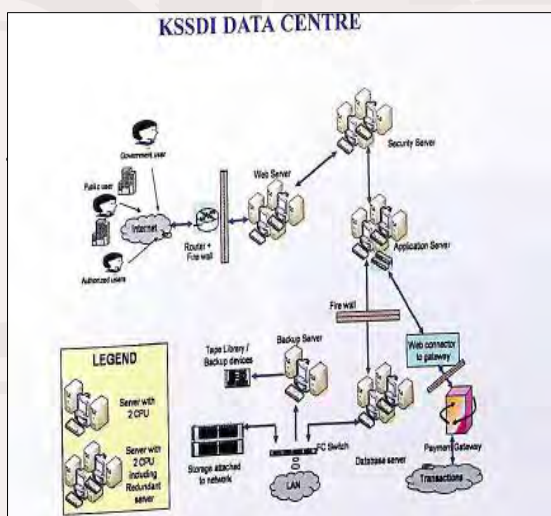 KSSDI DATA CENTRE
Government user
Public user
Internet
Authorized users
Router +
Fire wall
Web Server
Security Server
Application Server
Fire wall
Web connector
to gateway
Payment Gateway
Transactions
Tape Library /
Backup devices
Backup Server
Storage attached
to network
FC Switch
LAN
Database server
LEGEND
Server with
2 CPU
Server with
2 CPU
including
Redundant
server